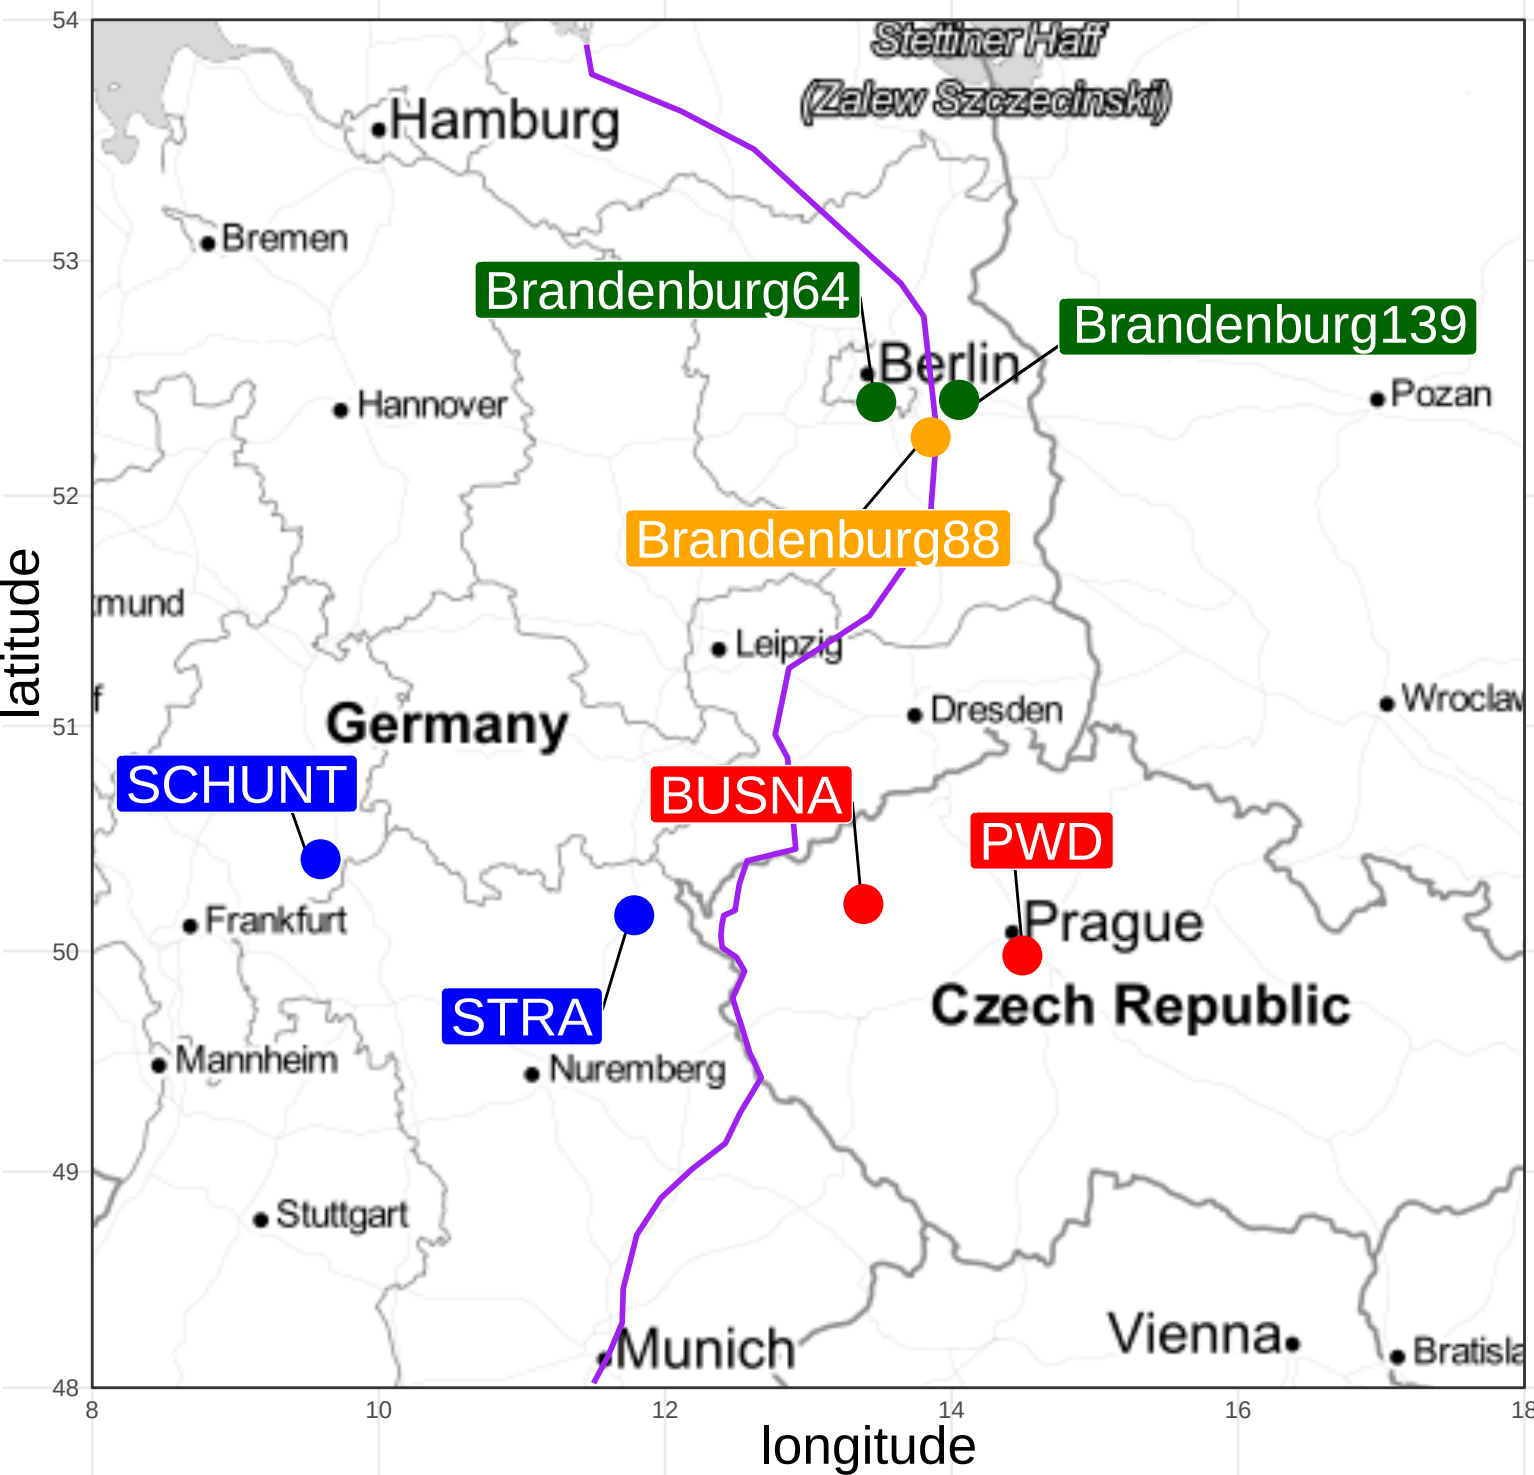 54
Stettiner Haff
(Zalew Szczecinski)
Hamburg
Bremen
53
Brandenburg64
Brandenburg139
Berlin
Hannover
Pozan
52
Brandenburg88
latitude
tmund
Leipzig
f
Wroclaw
Germany
Dresden
51
SCHUNT
BUSNA
PWD
Frankfurt
Prague
50
Czech Republic
STRA
Mannheim
Nuremberg
49
Stuttgart
Munich
Vienna
Bratisla
48
8
10
12
14
16
18
longitude